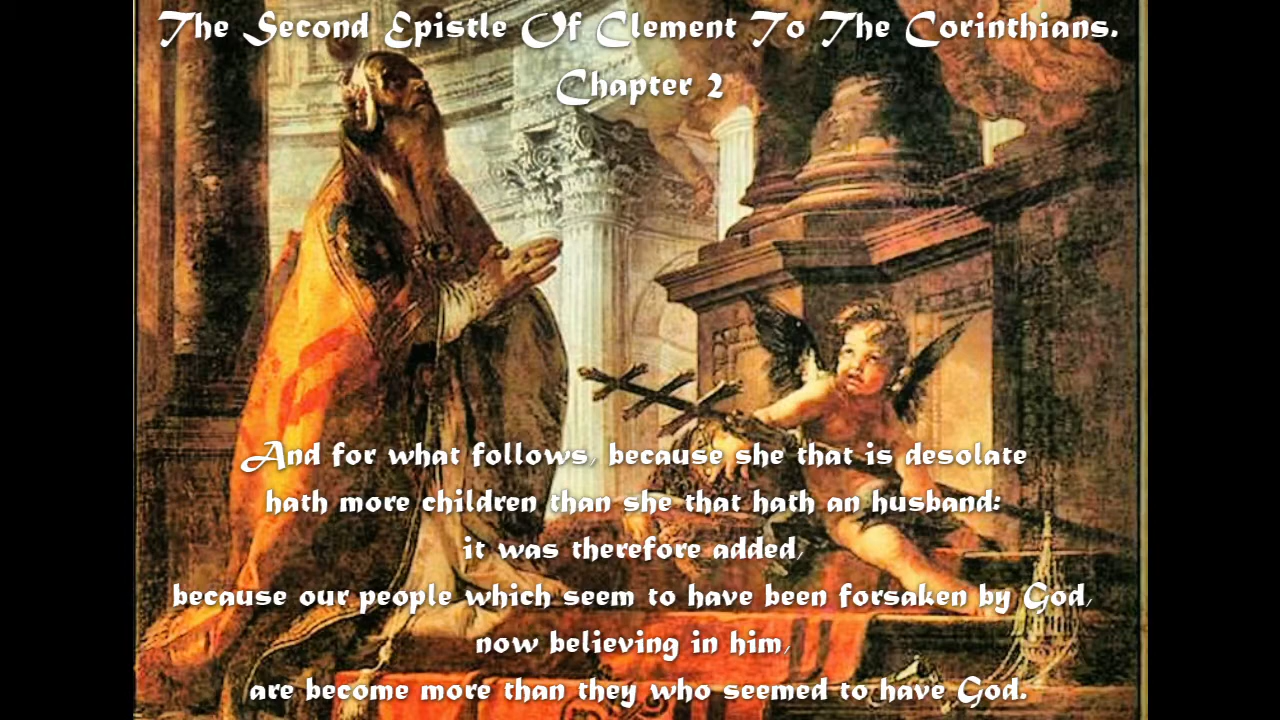 The Second Epistle Of Clement To The Corinthians.
Chapter 2
And for what follows, because she that is desolate
hath more children than she that hath an husband:
it was therefore added,
because our people which seem to have been forsaken by God,
now believing in him,
are become more than they who seemed to have God.